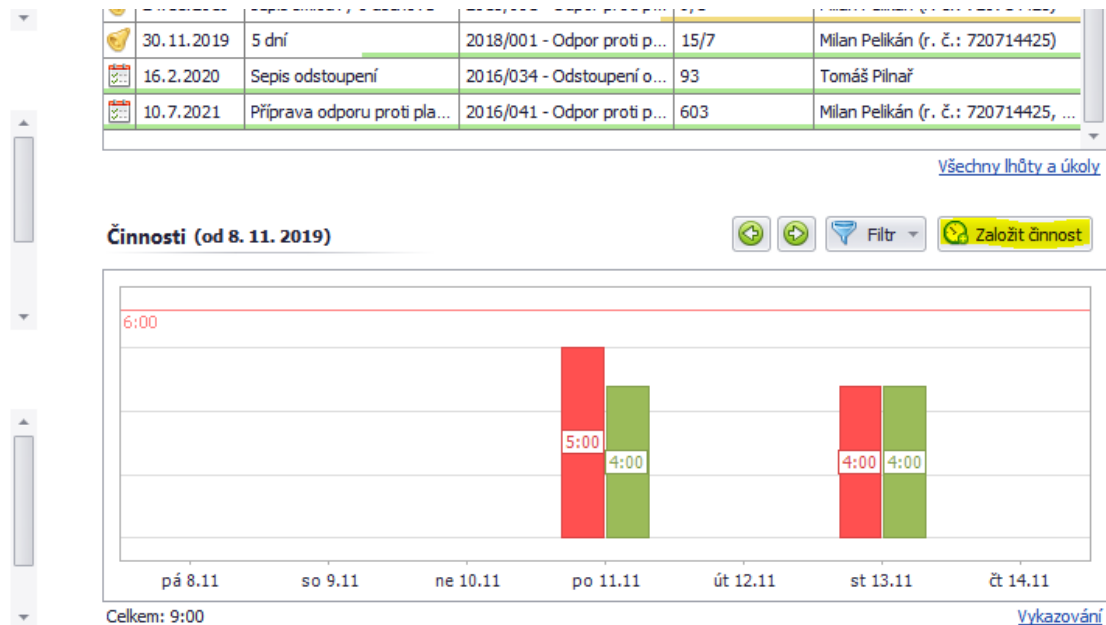 30.11.2019 5 dní 2018/001 - Odpor proti p... 15/7 Milan Pelikán (r. č.: 720714425)
16.2.2020 Sepis odstoupení 2016/034 - Odstoupení o... 93 Tomáš Pilnař
10.7.2021 Příprava odporu proti pla... 2016/041 - Odpor proti p... 603 Milan Pelikán (r. č.: 720714425, ...
Všechny lhůty a úkoly
Činnosti (od 8. 11. 2019) Filtr Založit činnost
6:00
5:00 4:00 4:00 4:00
pá 8.11 so 9.11 ne 10.11 po 11.11 út 12.11 st 13.11 čt 14.11
Celkem: 9:00 Vykazování